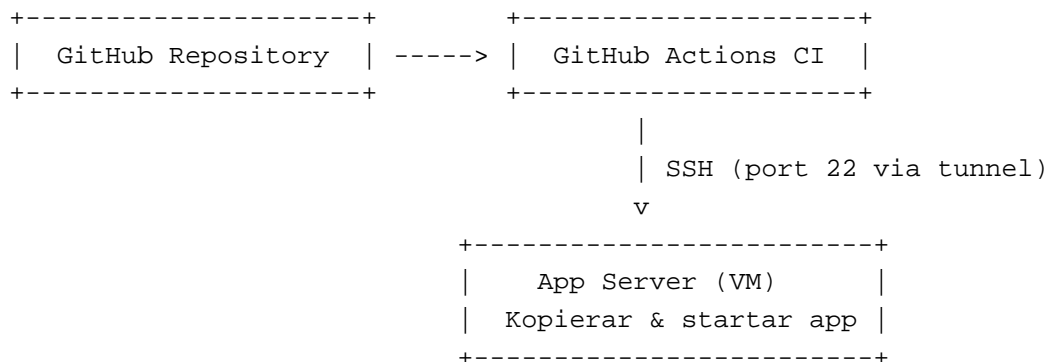 GitHub Repository -----> GitHub Actions CI
SSH (port 22 via tunnel)
v
App Server (VM)
Kopierar & startar app